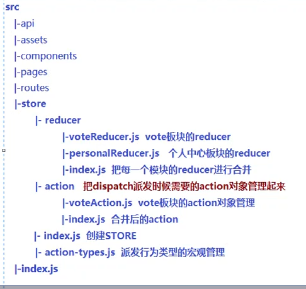 src
|-api
|-assets
|-components
|-pages
|-routes
|-store
|- reducer
|-voteReducer.js vote板块的reducer
|-personalReducer.js 个人中心板块的reducer
|-index.js 把每一个模块的reducer进行合并
|- action 把dispatch派发时候需要的action对象管理起来
|-voteAction.js vote板块的action对象管理
|-index.js 合并后的action
|- index.js 创建STORE
|- action-types.js 派发行为类型的宏观管理
|-index.js